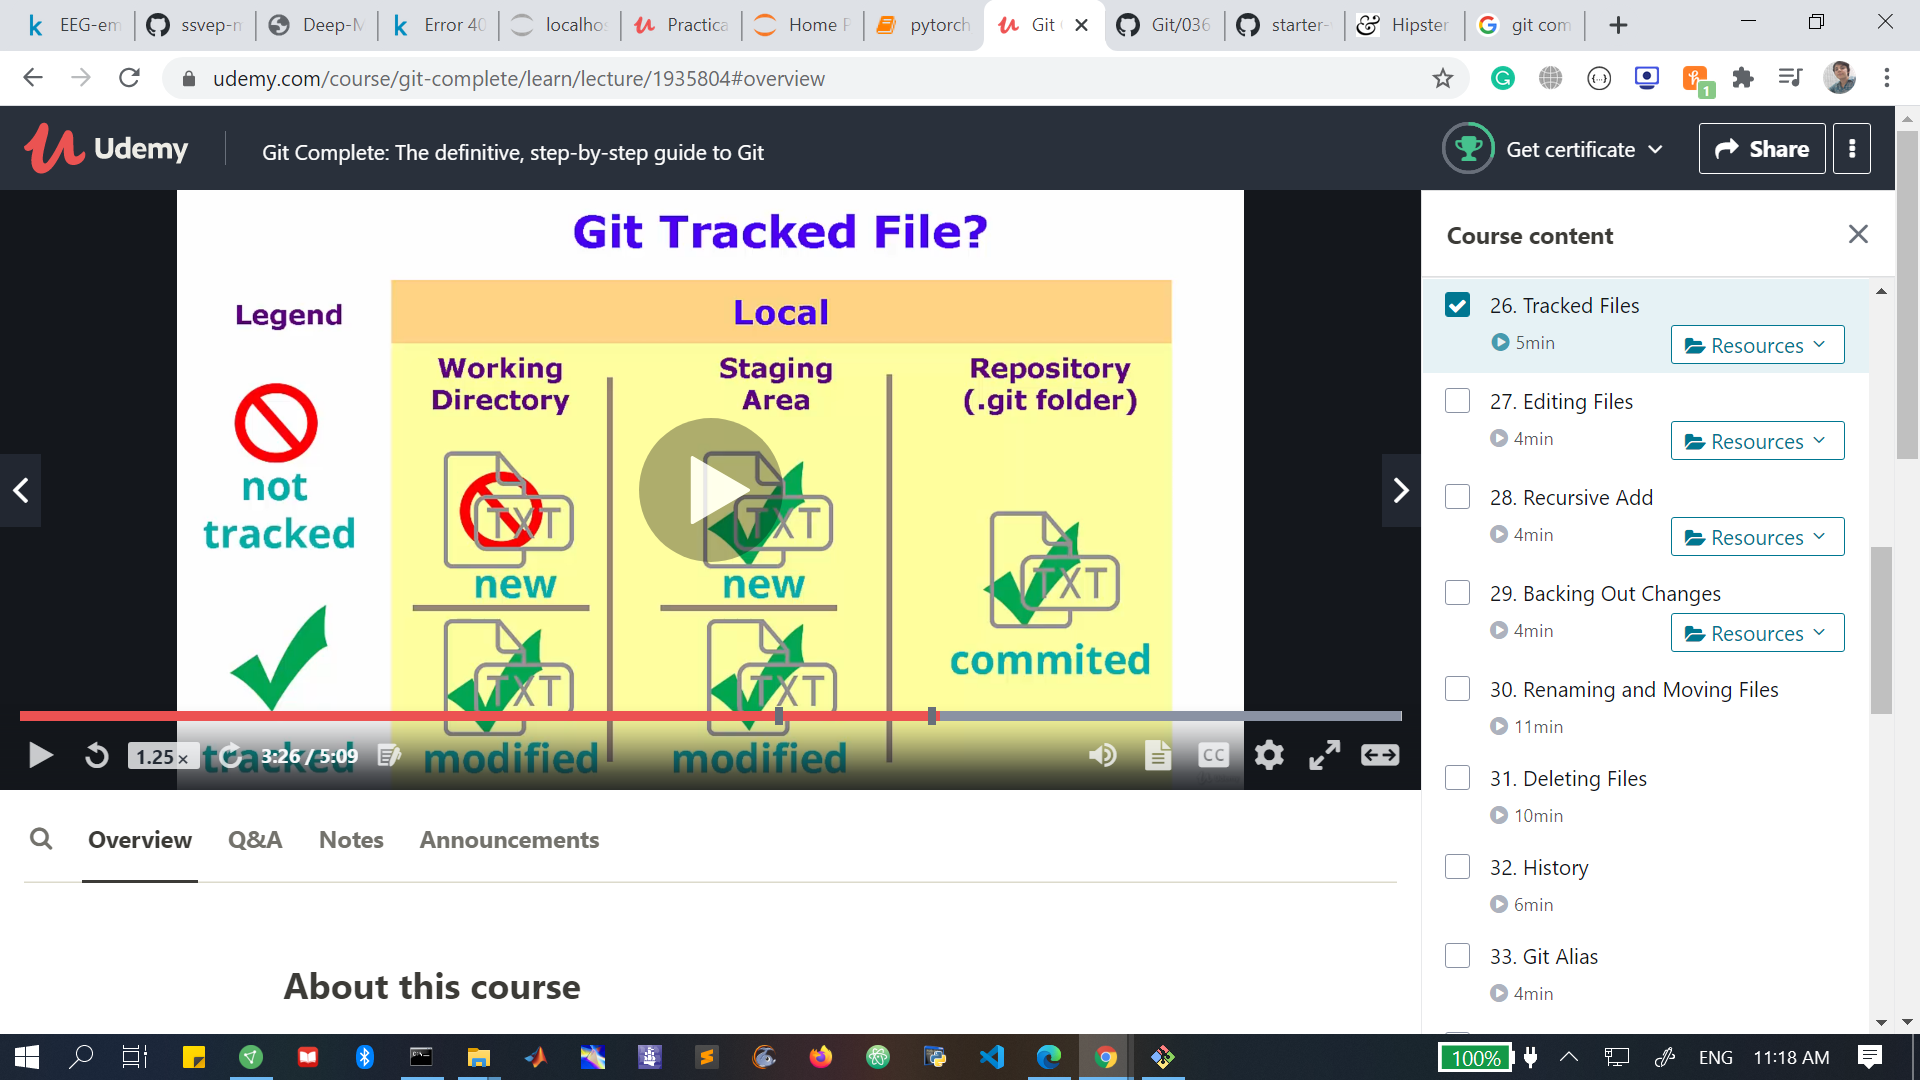 EEG-em
ssvep-m
Deep-M
Error 40
localhos
Practica
Home P
pytorch
Git
Git/036
starter-
Hipster
git com
udemy.com/course/git-complete/learn/lecture/1935804#overview
1
Udemy
Git Complete: The definitive, step-by-step guide to Git
Get certificate
Share
Git Tracked File?
Legend
Local
Working
Directory
Staging
Area
Repository
(.git folder)
not
tracked
TXT
new
TXT
new
TXT
commited
tracked
TXT
modified
TXT
modified
1.25×
3:26 / 5:09
CC
Course content
26. Tracked Files
5min
Resources
27. Editing Files
4min
Resources
28. Recursive Add
4min
Resources
29. Backing Out Changes
4min
Resources
30. Renaming and Moving Files
11min
31. Deleting Files
10min
32. History
6min
33. Git Alias
4min
Overview
Q&A
Notes
Announcements
About this course
100%
ENG
11:18 AM